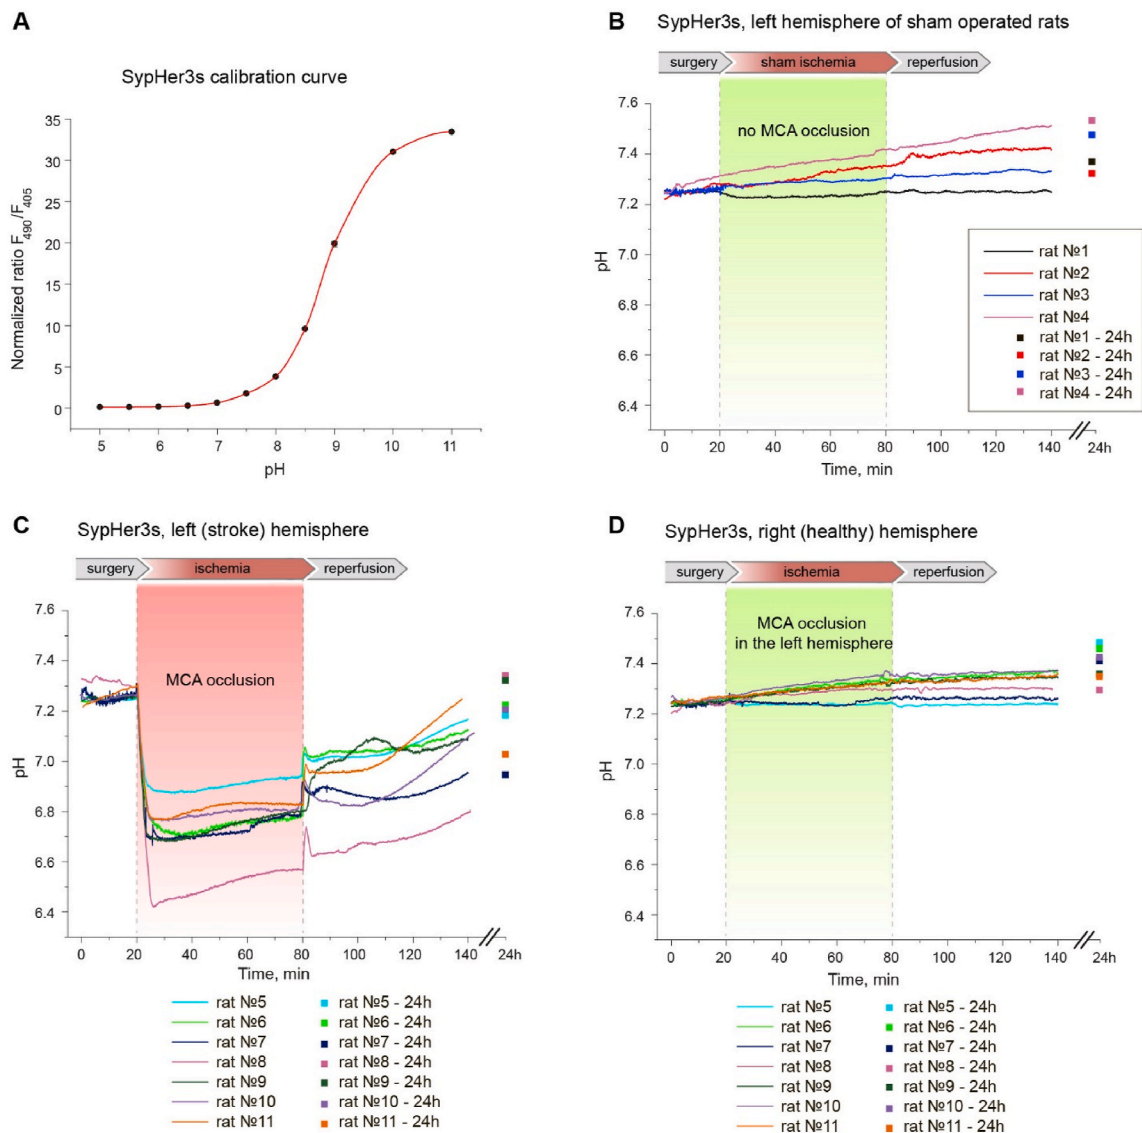 A
SypHer3s calibration curve
Normalized ratio F490/F405
35
30
25
20
15
10
5
0
5 6 7 8 9 10 11
pH
B
SypHer3s, left hemisphere of sham operated rats
surgery sham ischemia reperfusion
no MCA occlusion
pH
7.6
7.4
7.2
7.0
6.8
6.6
6.4
rat №1
rat №2
rat №3
rat №4
rat №1 - 24h
rat №2 - 24h
rat №3 - 24h
rat №4 - 24h
0 20 40 60 80 100 120 140 24h
Time, min
C
SypHer3s, left (stroke) hemisphere
surgery ischemia reperfusion
MCA occlusion
pH
7.6
7.4
7.2
7.0
6.8
6.6
6.4
0 20 40 60 80 100 120 140 24h
Time, min
rat №5 rat №5 - 24h
rat №6 rat №6 - 24h
rat №7 rat №7 - 24h
rat №8 rat №8 - 24h
rat №9 rat №9 - 24h
rat №10 rat №10 - 24h
rat №11 rat №11 - 24h
D
SypHer3s, right (healthy) hemisphere
surgery ischemia reperfusion
MCA occlusion
in the left hemisphere
pH
7.6
7.4
7.2
7.0
6.8
6.6
6.4
0 20 40 60 80 100 120 140 24h
Time, min
rat №5 rat №5 - 24h
rat №6 rat №6 - 24h
rat №7 rat №7 - 24h
rat №8 rat №8 - 24h
rat №9 rat №9 - 24h
rat №10 rat №10 - 24h
rat №11 rat №11 - 24h